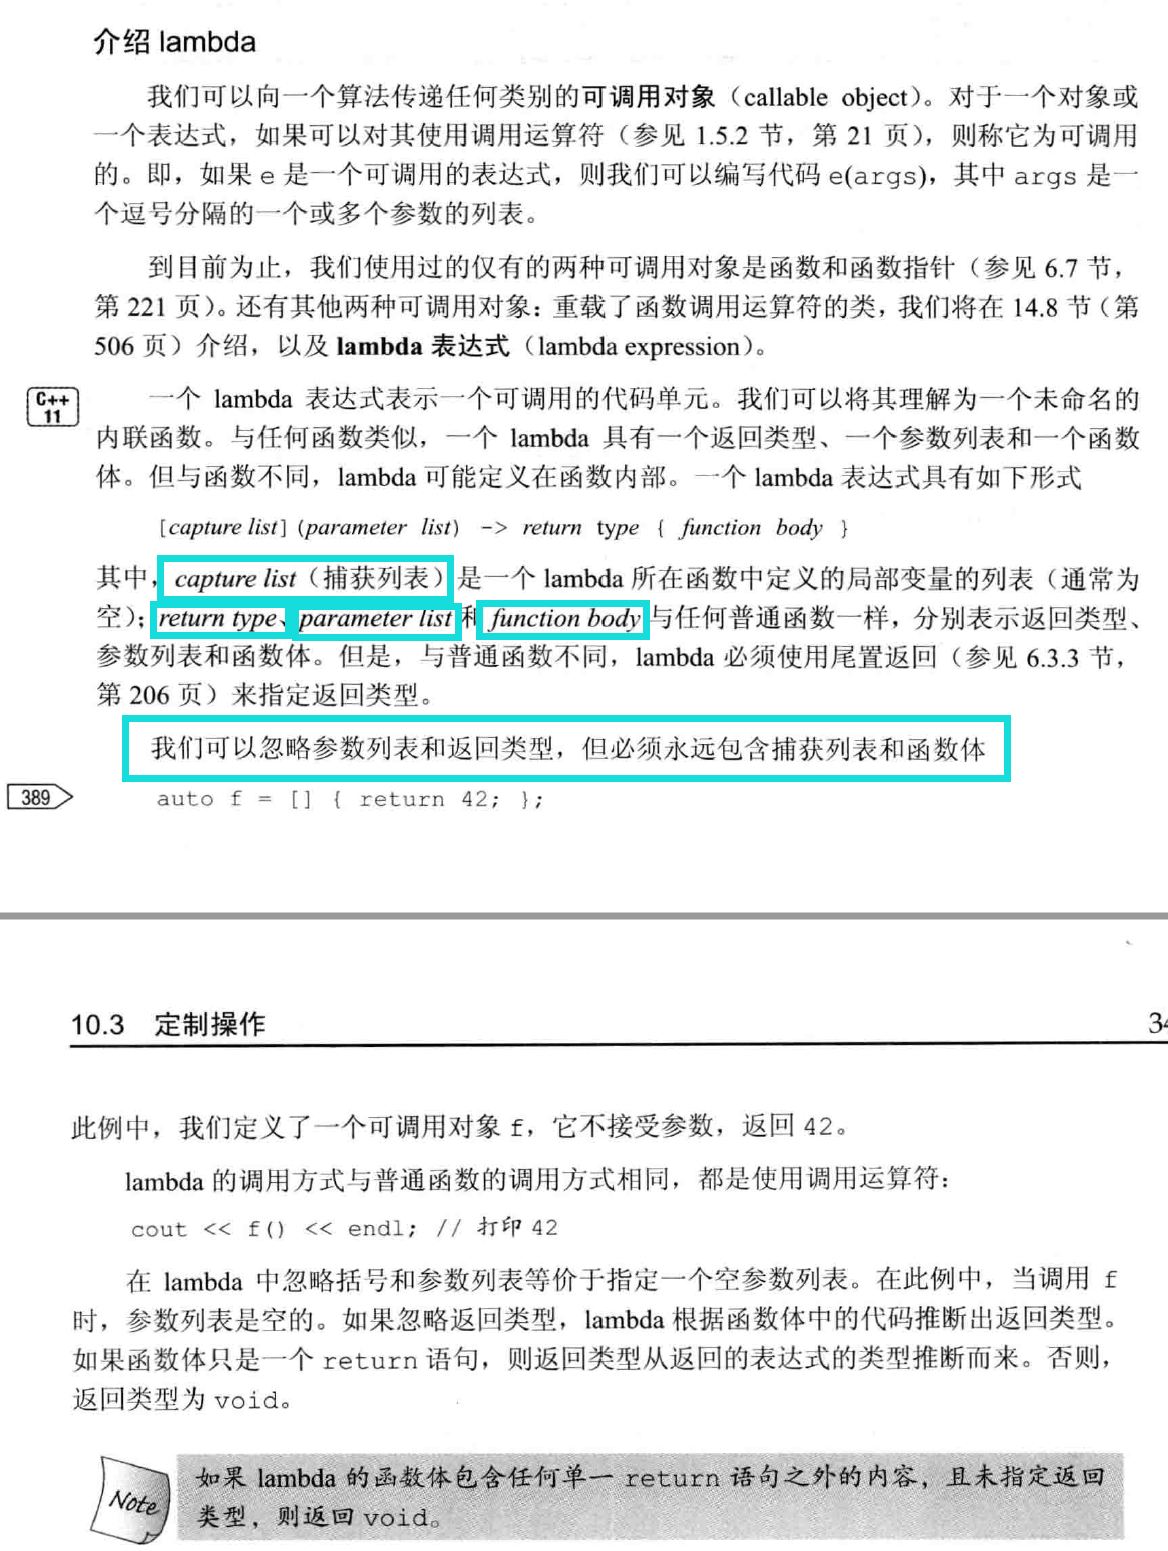 介绍 lambda
我们可以向一个算法传递任何类别的可调用对象（callable object）。对于一个对象或
一个表达式，如果可以对其使用调用运算符（参见 1.5.2 节，第 21 页），则称它为可调用
的。即，如果 e 是一个可调用的表达式，则我们可以编写代码 e(args)，其中 args 是一
个逗号分隔的一个或多个参数的列表。
到目前为止，我们使用过的仅有的两种可调用对象是函数和函数指针（参见 6.7 节，
第 221 页）。还有其他两种可调用对象：重载了函数调用运算符的类，我们将在 14.8 节（第
506 页）介绍，以及 lambda 表达式（lambda expression）。
C++
11
一个 lambda 表达式表示一个可调用的代码单元。我们可以将其理解为一个未命名的
内联函数。与任何函数类似，一个 lambda 具有一个返回类型、一个参数列表和一个函数
体。但与函数不同，lambda 可能定义在函数内部。一个 lambda 表达式具有如下形式
[capture list] (parameter list) -> return type { function body }
其中，capture list（捕获列表）是一个 lambda 所在函数中定义的局部变量的列表（通常为
空）；return type、parameter list 和 function body 与任何普通函数一样，分别表示返回类型、
参数列表和函数体。但是，与普通函数不同，lambda 必须使用尾置返回（参见 6.3.3 节，
第 206 页）来指定返回类型。
我们可以忽略参数列表和返回类型，但必须永远包含捕获列表和函数体
389
auto f = [] { return 42; };
10.3 定制操作
34
此例中，我们定义了一个可调用对象 f，它不接受参数，返回 42。
lambda 的调用方式与普通函数的调用方式相同，都是使用调用运算符：
cout << f() << endl; // 打印 42
在 lambda 中忽略括号和参数列表等价于指定一个空参数列表。在此例中，当调用 f
时，参数列表是空的。如果忽略返回类型，lambda 根据函数体中的代码推断出返回类型。
如果函数体只是一个 return 语句，则返回类型从返回的表达式的类型推断而来。否则，
返回类型为 void。
Note
如果 lambda 的函数体包含任何单一 return 语句之外的内容，且未指定返回
类型，则返回 void。